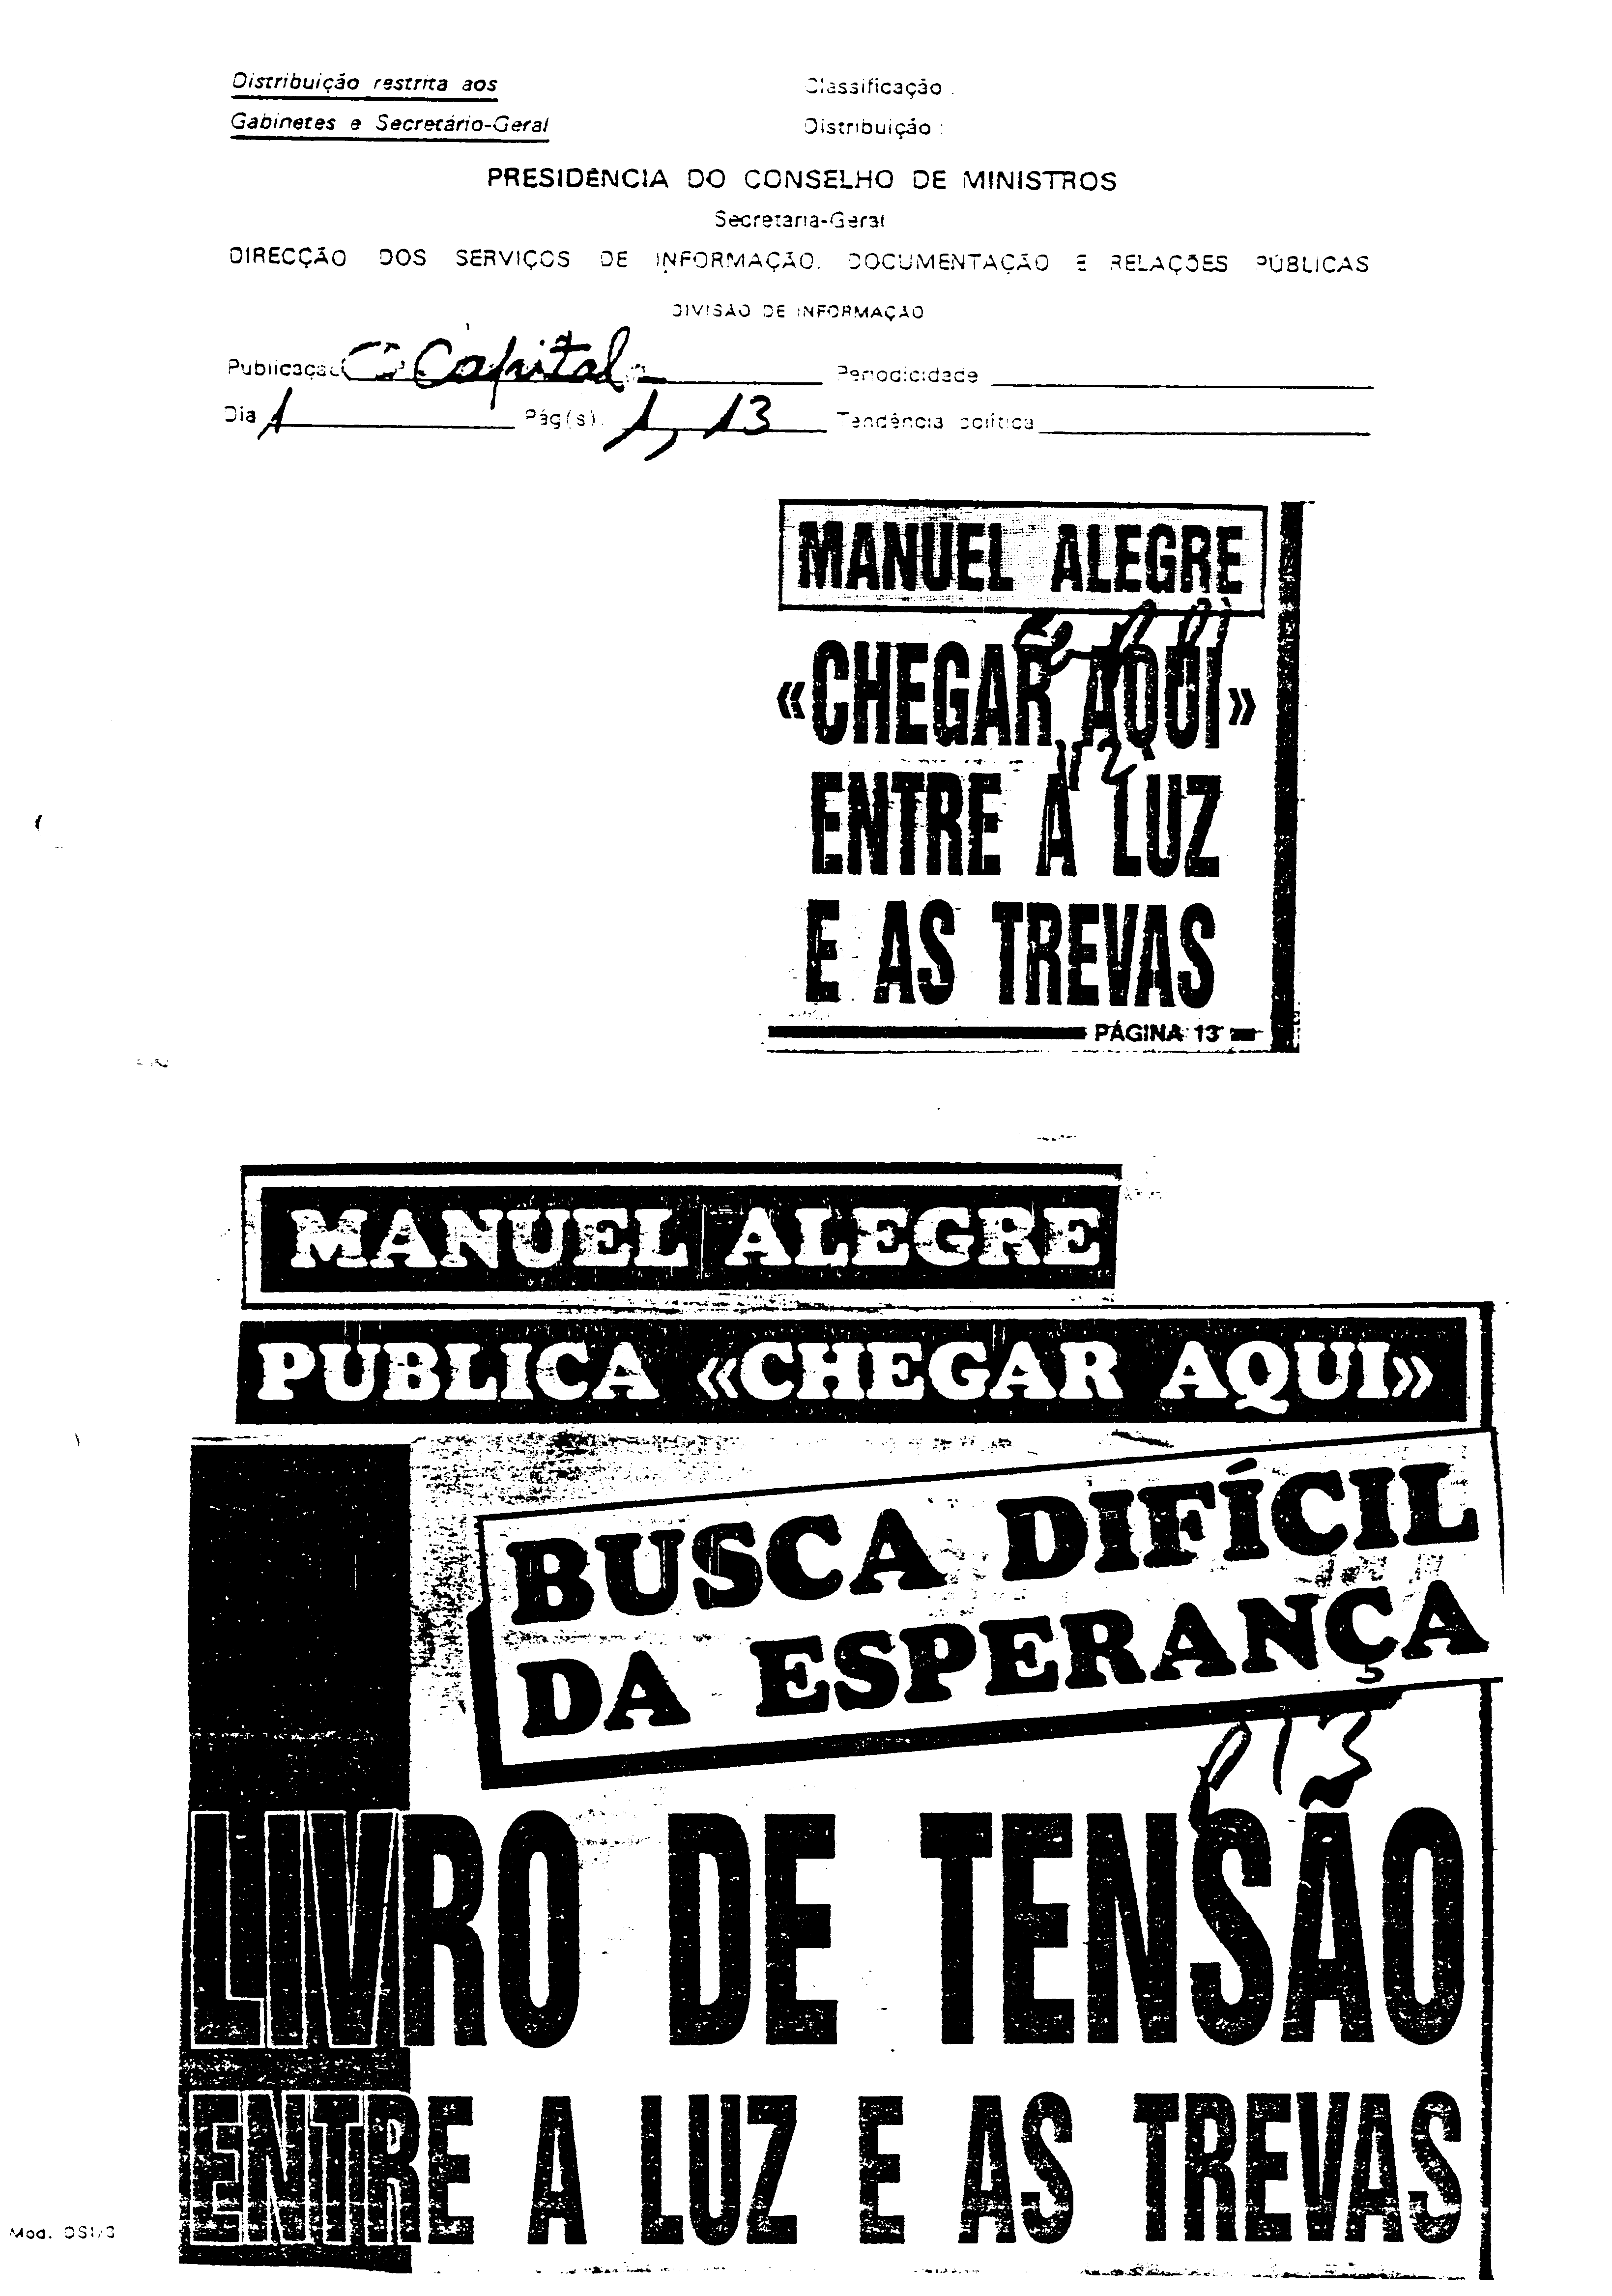 Distribuição restrita aos
Gabinetes e Secretário-Geral
Classificação :
Distribuição :
PRESIDÊNCIA DO CONSELHO DE MINISTROS
Secretaria-Geral
DIRECÇÃO DOS SERVIÇOS DE INFORMAÇÃO, DOCUMENTAÇÃO E RELAÇÕES PÚBLICAS
DIVISÃO DE INFORMAÇÃO
Publicação Capital Periodicidade
Dia 1 Pág(s). 1, 13 Tendência política
MANUEL ALEGRE
«CHEGAR AQUI»
ENTRE A LUZ
E AS TREVAS
PÁGINA 13
MANUEL ALEGRE
PUBLICA «CHEGAR AQUI»
BUSCA DIFÍCIL
DA ESPERANÇA
p 13
LIVRO DE TENSÃO
ENTRE A LUZ E AS TREVAS
Mod. DSI/3